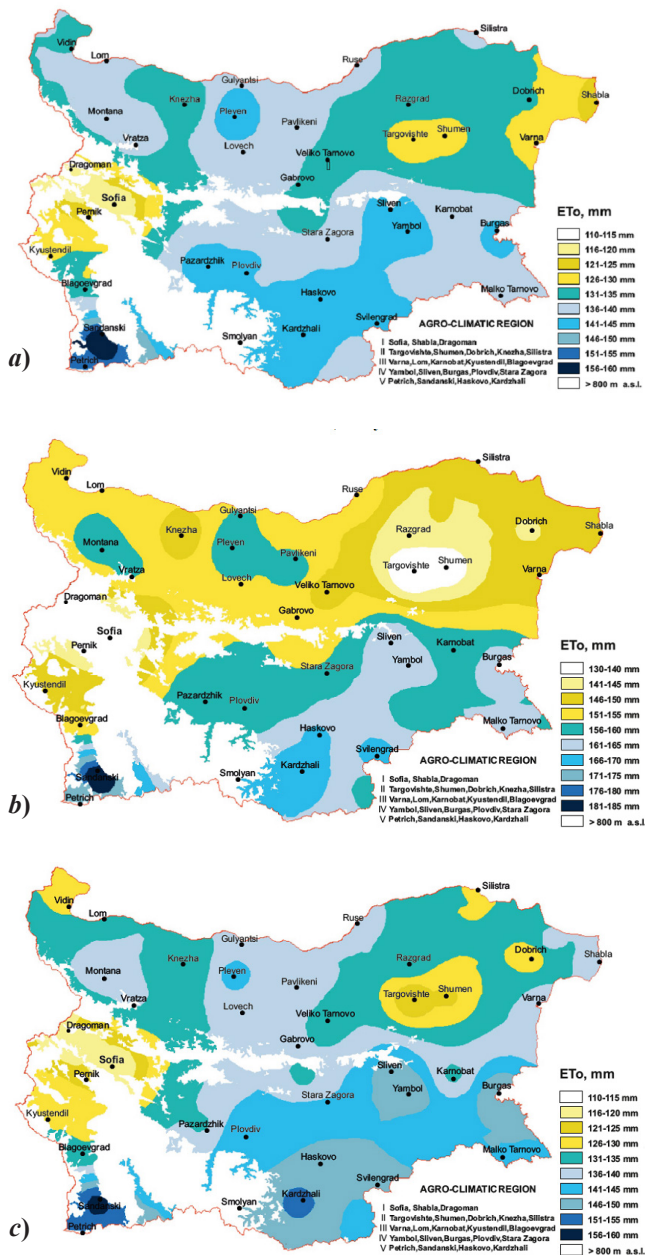 Silistra
Vidin
Lom
Ruse
Gulyantsi
Dobrich
Shabla
Knezha
Razgrad
Montana
Pleven
Pavlikeni
Targovishte
Shumen
Varna
Vratza
Lovech
Veliko Tarnovo
Dragoman
Gabrovo
Sofia
Sliven
Karnobat
Pernik
Burgas
Yambol
Stara Zagora
Kyustendil
Pazardzhik
Plovdiv
Blagoevgrad
Haskovo
Malko Tarnovo
Svilengrad
Sandanski
Smolyan
Kardzhali
Petrich
ETo, mm
110-115 mm
116-120 mm
121-125 mm
126-130 mm
131-135 mm
136-140 mm
141-145 mm
146-150 mm
151-155 mm
156-160 mm
> 800 m a.s.l.
AGRO-CLIMATIC REGION
I Sofia, Shabla,Dragoman
II Targovishte,Shumen,Dobrich,Knezha,Silistra
III Varna,Lom,Karnobat,Kyustendil,Blagoevgrad
IV Yambol,Sliven,Burgas,Plovdiv,Stara Zagora
V Petrich,Sandanski,Haskovo,Kardzhali
a)
Silistra
Vidin
Lom
Ruse
Gulyantsi
Dobrich
Shabla
Knezha
Razgrad
Montana
Pleven
Pavlikeni
Targovishte
Shumen
Varna
Vratza
Lovech
Veliko Tarnovo
Dragoman
Gabrovo
Sofia
Sliven
Karnobat
Pernik
Burgas
Yambol
Stara Zagora
Kyustendil
Pazardzhik
Plovdiv
Blagoevgrad
Haskovo
Malko Tarnovo
Svilengrad
Sandanski
Smolyan
Kardzhali
Petrich
ETo, mm
130-140 mm
141-145 mm
146-150 mm
151-155 mm
156-160 mm
161-165 mm
166-170 mm
171-175 mm
176-180 mm
181-185 mm
> 800 m a.s.l.
AGRO-CLIMATIC REGION
I Sofia, Shabla,Dragoman
II Targovishte,Shumen,Dobrich,Knezha,Silistra
III Varna,Lom,Karnobat,Kyustendil,Blagoevgrad
IV Yambol,Sliven,Burgas,Plovdiv,Stara Zagora
V Petrich,Sandanski,Haskovo,Kardzhali
b)
Silistra
Vidin
Lom
Ruse
Gulyantsi
Dobrich
Shabla
Knezha
Razgrad
Montana
Pleven
Pavlikeni
Targovishte
Shumen
Varna
Vratza
Lovech
Veliko Tarnovo
Dragoman
Gabrovo
Sofia
Sliven
Karnobat
Pernik
Burgas
Yambol
Stara Zagora
Kyustendil
Pazardzhik
Plovdiv
Blagoevgrad
Haskovo
Malko Tarnovo
Svilengrad
Sandanski
Smolyan
Kardzhali
Petrich
ETo, mm
110-115 mm
116-120 mm
121-125 mm
126-130 mm
131-135 mm
136-140 mm
141-145 mm
146-150 mm
151-155 mm
156-160 mm
> 800 m a.s.l.
AGRO-CLIMATIC REGION
I Sofia, Shabla,Dragoman
II Targovishte,Shumen,Dobrich,Knezha,Silistra
III Varna,Lom,Karnobat,Kyustendil,Blagoevgrad
IV Yambol,Sliven,Burgas,Plovdiv,Stara Zagora
V Petrich,Sandanski,Haskovo,Kardzhali
c)